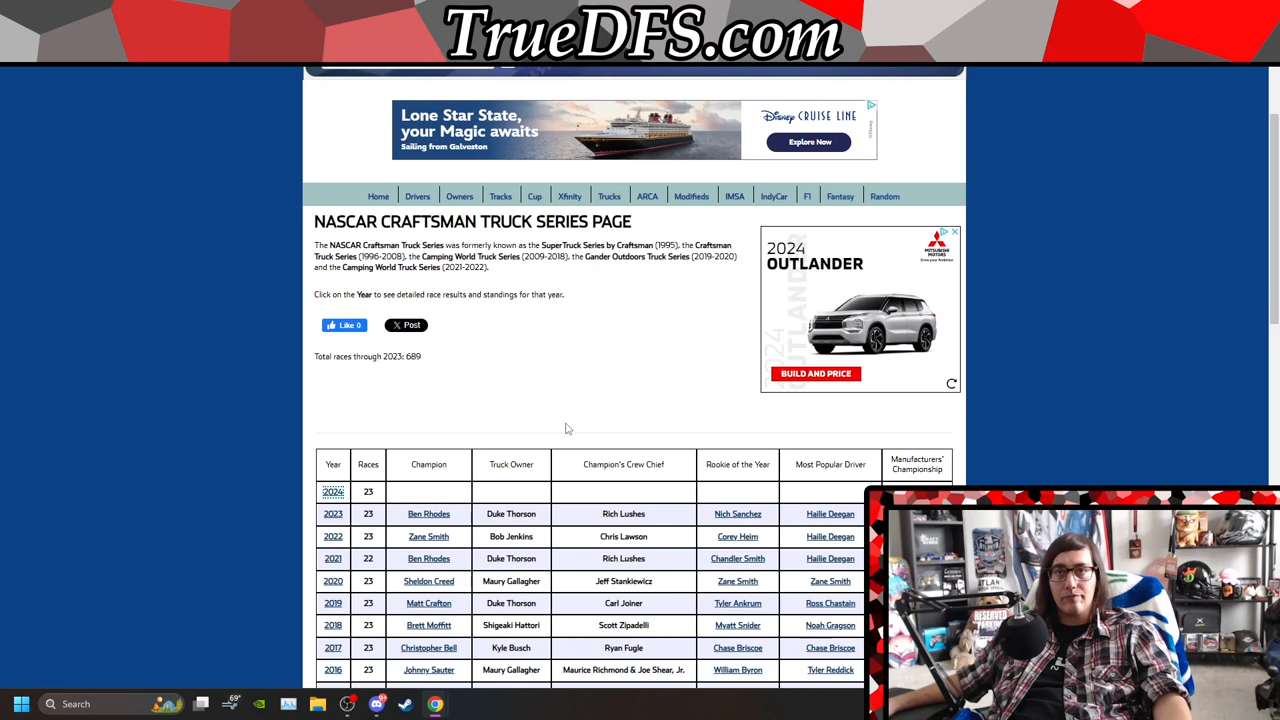 TrueDFS.com
Lone Star State,
your Magic awaits
Sailing from Galveston
DISNEY CRUISE LINE
Explore Now
Home Drivers Owners Tracks Cup Xfinity Trucks ARCA Modifieds IMSA IndyCar F1 Fantasy Random
NASCAR CRAFTSMAN TRUCK SERIES PAGE
The NASCAR Craftsman Truck Series was formerly known as the SuperTruck Series by Craftsman (1995), the Craftsman
Truck Series (1996-2008), the Camping World Truck Series (2009-2018), the Gander Outdoors Truck Series (2019-2020)
and the Camping World Truck Series (2021-2022).
Click on the Year to see detailed race results and standings for that year.
Like 0
X Post
Total races through 2023: 689
2024
OUTLANDER
MITSUBISHI
MOTORS
Drive your Ambition
BUILD AND PRICE
Year Races Champion Truck Owner Champion's Crew Chief Rookie of the Year Most Popular Driver Manufacturers' Championship
2024 23
2023 23 Ben Rhodes Duke Thorson Rich Lushes Nich Sanchez Hailie Deegan
2022 23 Zane Smith Bob Jenkins Chris Lawson Corey Heim Hailie Deegan
2021 22 Ben Rhodes Duke Thorson Rich Lushes Chandler Smith Hailie Deegan
2020 23 Sheldon Creed Maury Gallagher Jeff Stankiewicz Zane Smith Zane Smith
2019 23 Matt Crafton Duke Thorson Carl Joiner Tyler Ankrum Ross Chastain
2018 23 Brett Moffitt Shigeaki Hattori Scott Zipadelli Myatt Snider Noah Gragson
2017 23 Christopher Bell Kyle Busch Ryan Fugle Chase Briscoe Chase Briscoe
2016 23 Johnny Sauter Maury Gallagher Maurice Richmond & Joe Shear, Jr. William Byron Tyler Reddick
RESERVED
PARKING
Search
69°